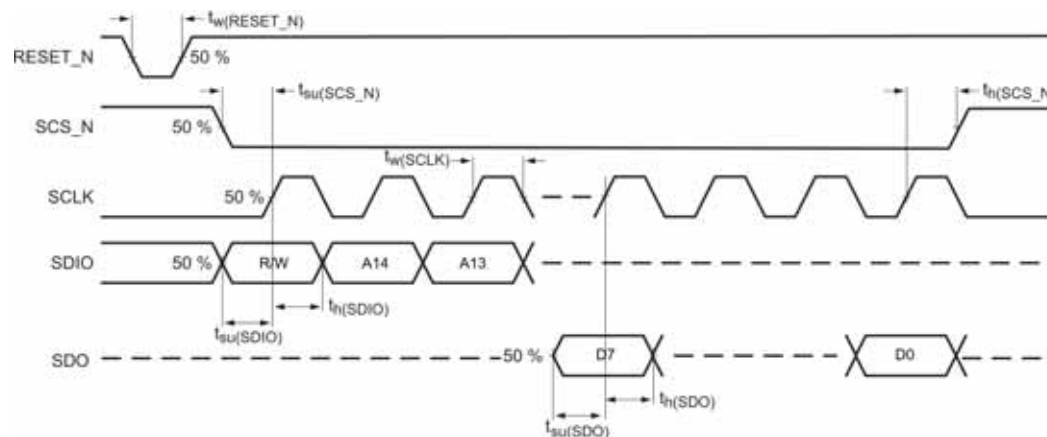 tw(RESET_N)
RESET_N
50 %
tsu(SCS_N)
th(SCS_N
SCS_N
50 %
tw(SCLK)
SCLK
50 %
SDIO
50 %
R/W
A14
A13
th(SDIO)
tsu(SDIO)
SDO
50 %
D7
D0
th(SDO)
tsu(SDO)